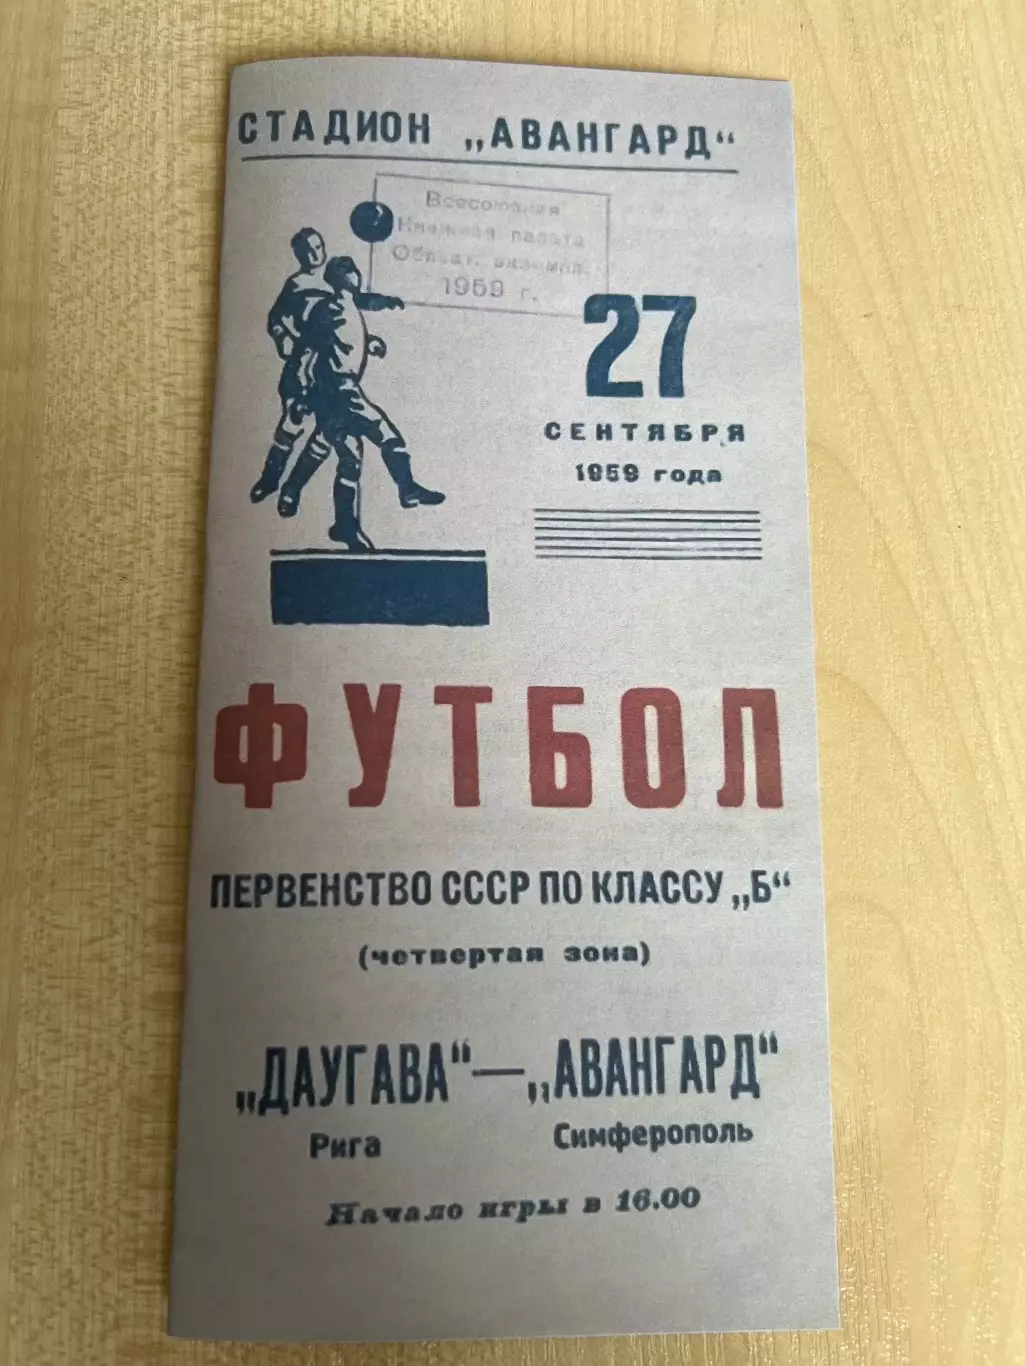 СТАДИОН „АВАНГАРД“
Всесоюзная
Книжная палата
Обязат. экземпл.
1959 г.
27
СЕНТЯБРЯ
1959 года
ФУТБОЛ
ПЕРВЕНСТВО СССР ПО КЛАССУ „Б“
(четвертая зона)
„ДАУГАВА“—„АВАНГАРД“
Рига Симферополь
Начало игры в 16.00